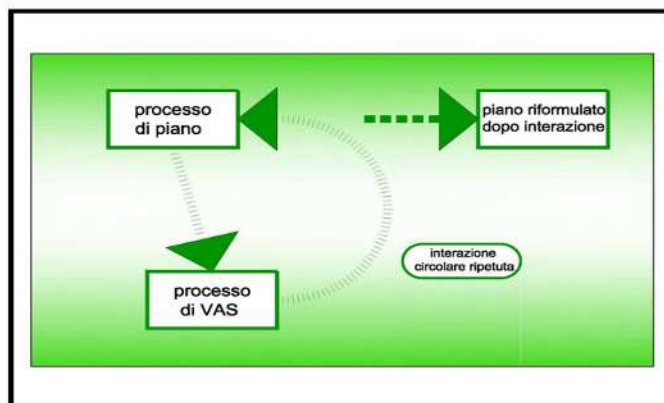 processo
di piano
piano riformulato
dopo interazione
interazione
circolare ripetuta
processo
di VAS